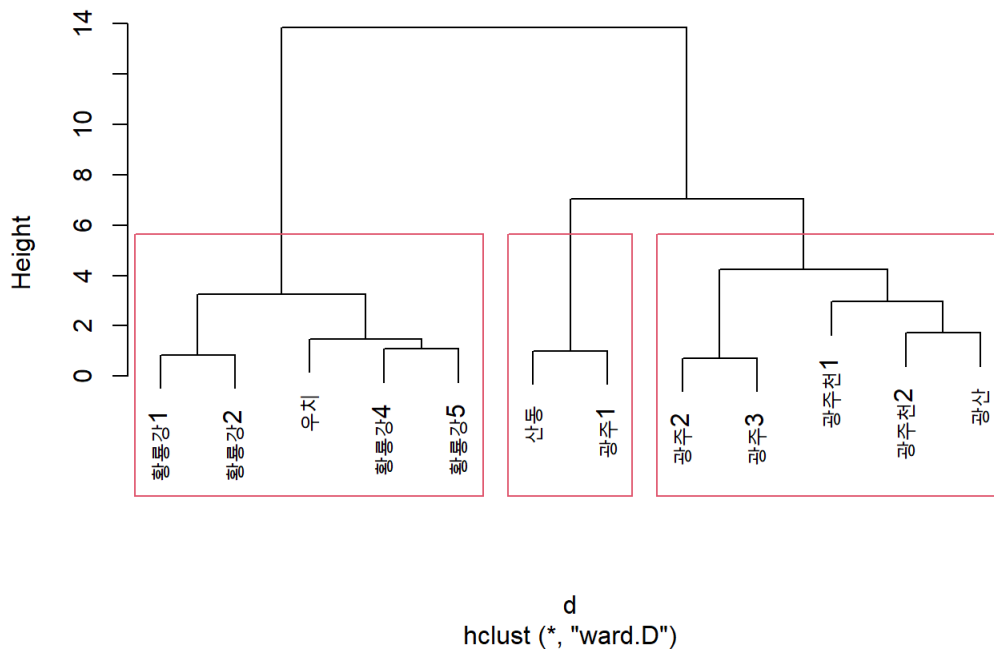 14
10
8
6
4
2
0
Height
황룡강1
황룡강2
우치
황룡강4
황룡강5
산동
광주1
광주2
광주3
광주천1
광주천2
광산
d
hclust (*, "ward.D")